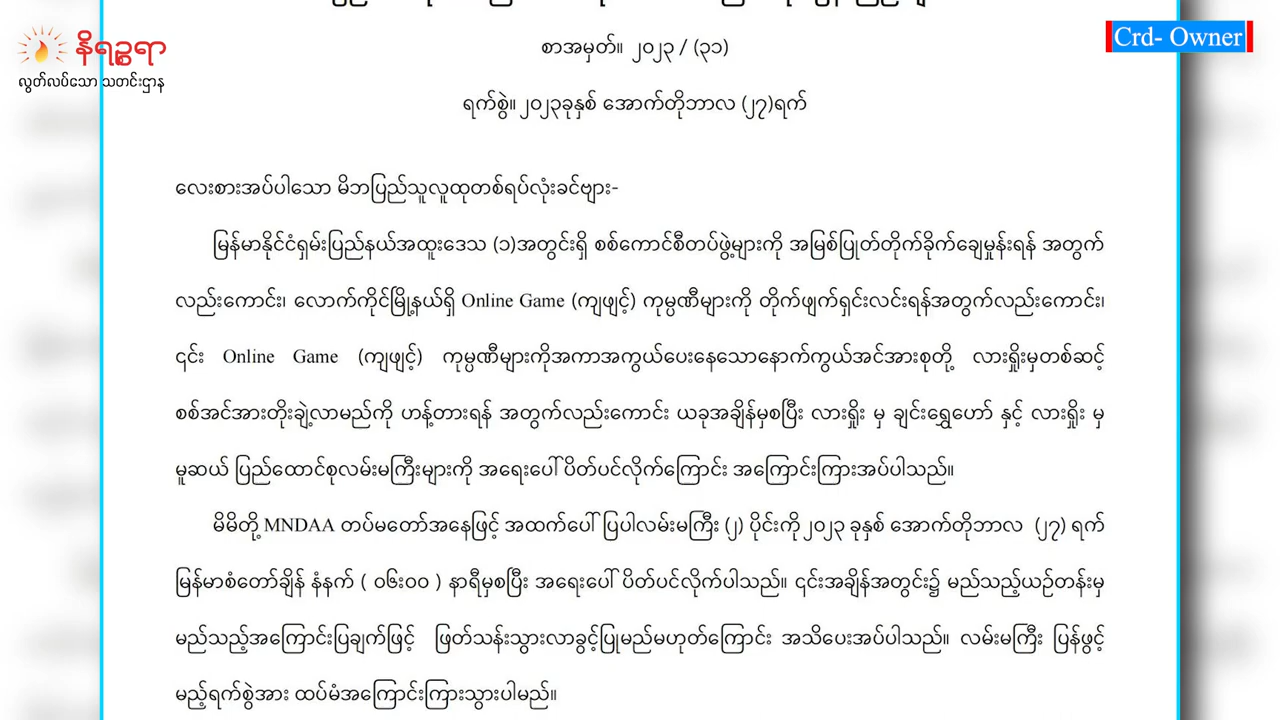 နိရဉ္စရာ
လွတ်လပ်သော သတင်းဌာန
Crd- Owner
စာအမှတ်။ ၂၀၂၃ / (၃၁)
ရက်စွဲ။ ၂၀၂၃ခုနှစ် အောက်တိုဘာလ (၂၇)ရက်
လေးစားအပ်ပါသော မိဘပြည်သူလူထုတစ်ရပ်လုံးခင်ဗျား-
မြန်မာနိုင်ငံရှမ်းပြည်နယ်အထူးဒေသ (၁)အတွင်းရှိ စစ်ကောင်စီတပ်ဖွဲ့များကို အမြစ်ပြုတ်တိုက်ခိုက်ချေမှုန်းရန် အတွက်
လည်းကောင်း၊ လောက်ကိုင်မြို့နယ်ရှိ Online Game (ကျဖျင့်) ကုမ္ပဏီများကို တိုက်ဖျက်ရှင်းလင်းရန်အတွက်လည်းကောင်း၊
၎င်း Online Game (ကျဖျင့်) ကုမ္ပဏီများကိုအကာအကွယ်ပေးနေသောနောက်ကွယ်အင်အားစုတို့ လားရှိုးမှတစ်ဆင့်
စစ်အင်အားတိုးချဲ့လာမည်ကို ဟန့်တားရန် အတွက်လည်းကောင်း ယခုအချိန်မှစပြီး လားရှိုး မှ ချင်းရွှေဟော် နှင့် လားရှိုး မှ
မူဆယ် ပြည်ထောင်စုလမ်းမကြီးများကို အရေးပေါ် ပိတ်ပင်လိုက်ကြောင်း အကြောင်းကြားအပ်ပါသည်။
မိမိတို့ MNDAA တပ်မတော်အနေဖြင့် အထက်ပေါ် ပြပါလမ်းမကြီး (၂) ပိုင်းကို ၂၀၂၃ ခုနှစ် အောက်တိုဘာလ (၂၇) ရက်
မြန်မာစံတော်ချိန် နံနက် ( ၀၆း၀၀ ) နာရီမှစပြီး အရေးပေါ် ပိတ်ပင်လိုက်ပါသည်။ ၎င်းအချိန်အတွင်း၌ မည်သည့်ယဉ်တန်းမှ
မည်သည့်အကြောင်းပြချက်ဖြင့် ဖြတ်သန်းသွားလာခွင့်ပြုမည်မဟုတ်ကြောင်း အသိပေးအပ်ပါသည်။ လမ်းမကြီး ပြန်ဖွင့်
မည့်ရက်စွဲအား ထပ်မံအကြောင်းကြားသွားပါမည်။